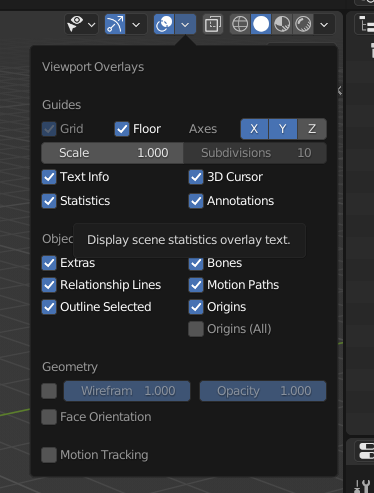 Viewport Overlays
Guides
Grid Floor Axes X Y Z
Scale 1.000 Subdivisions 10
Text Info 3D Cursor
Statistics Annotations
Objec
Display scene statistics overlay text.
Extras Bones
Relationship Lines Motion Paths
Outline Selected Origins
Origins (All)
Geometry
Wirefram 1.000 Opacity 1.000
Face Orientation
Motion Tracking